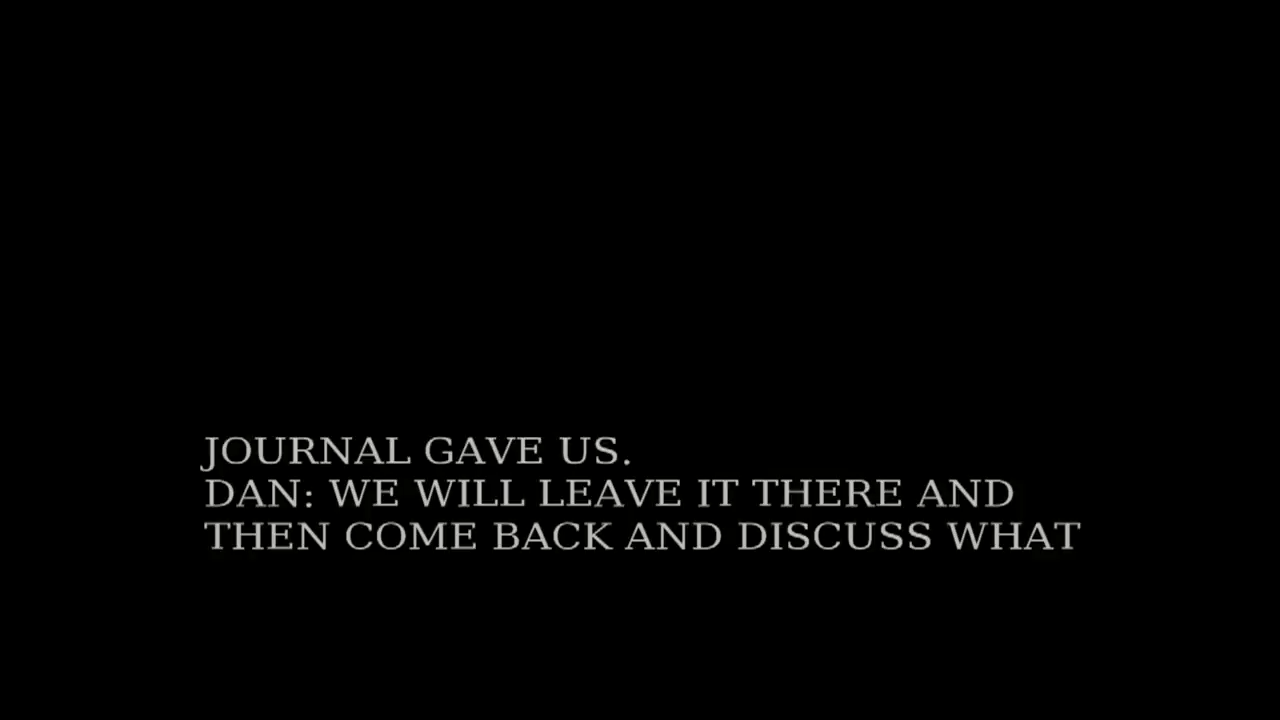 JOURNAL GAVE US.
DAN: WE WILL LEAVE IT THERE AND
THEN COME BACK AND DISCUSS WHAT